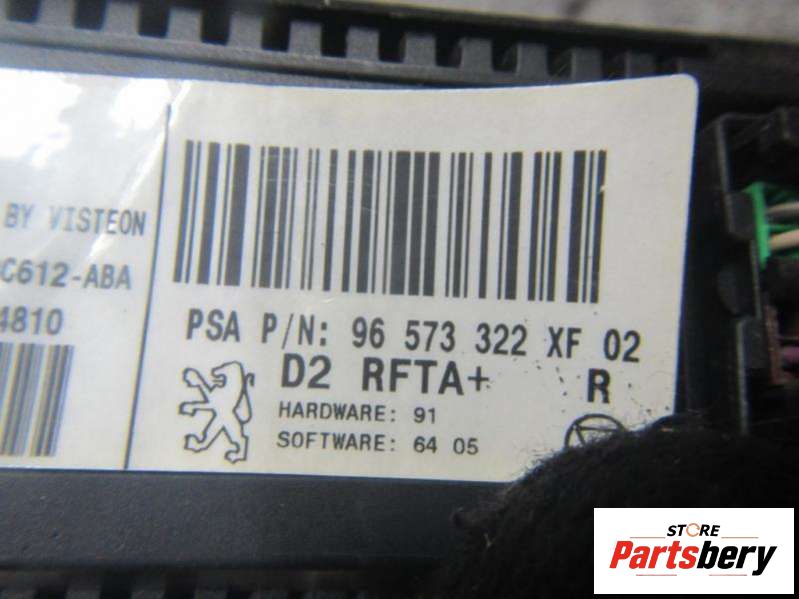 BY VISTEON
C612-ABA
4810
PSA P/N: 96 573 322 XF 02
D2 RFTA+ R
HARDWARE: 91
SOFTWARE: 64 05
STORE
Partsbery